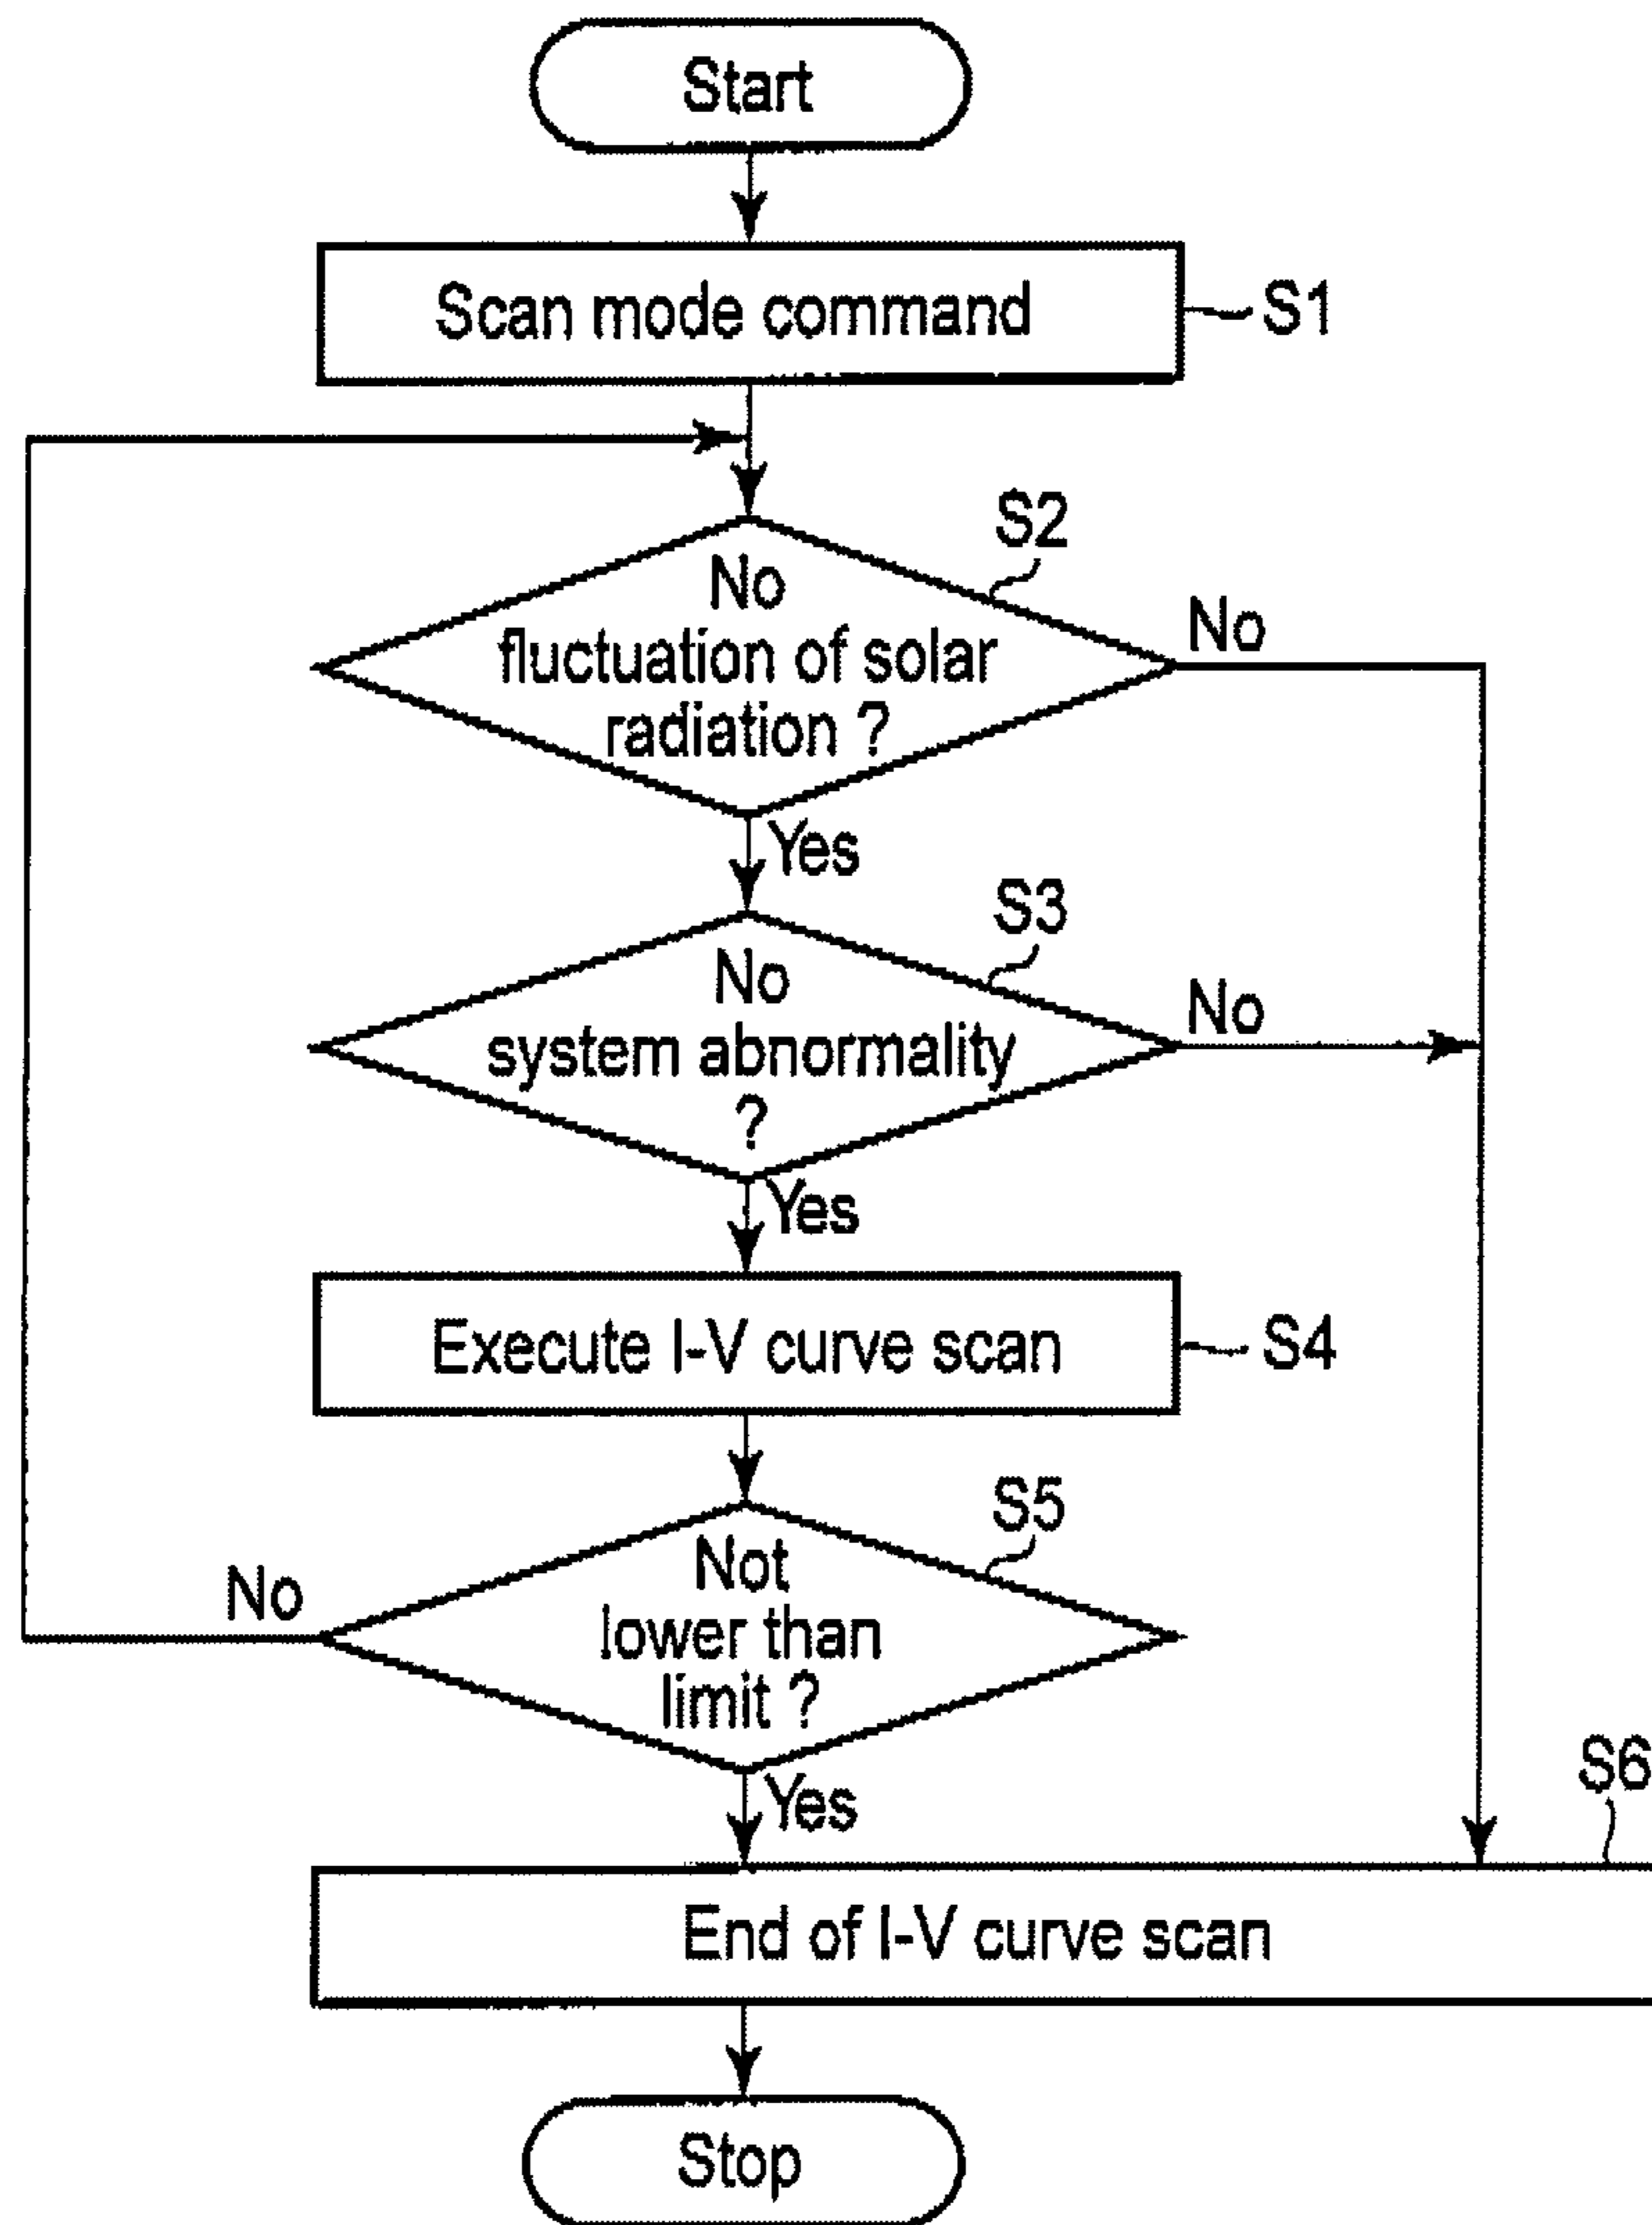 Start
Scan mode command
S1
S2
No
fluctuation of solar
radiation ?
No
Yes
S3
No
system abnormality
?
No
Yes
Execute I-V curve scan
S4
S5
Not
lower than
limit ?
No
Yes
S6
End of I-V curve scan
Stop